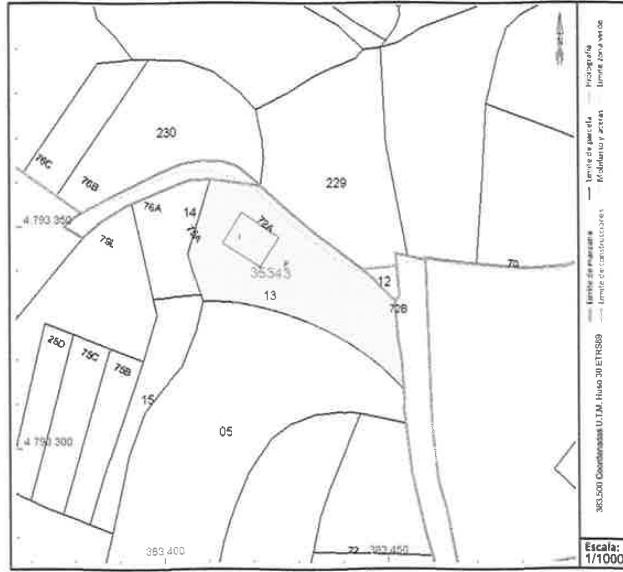 230
229
76C
76B
76A
14
72A
75A
4.793.350
79L
35343
13
12
72B
70
25D
75C
75B
15
05
4.793.300
383.400
72
383.450
383.500 Coordenadas U.T.M. Huso 30 ETRS89
Límite de manzana
Límite de construcciones
Límite de parcela
Mobiliario y aceras
Hidrografía
Límite zona verde
Escala:
1/1000